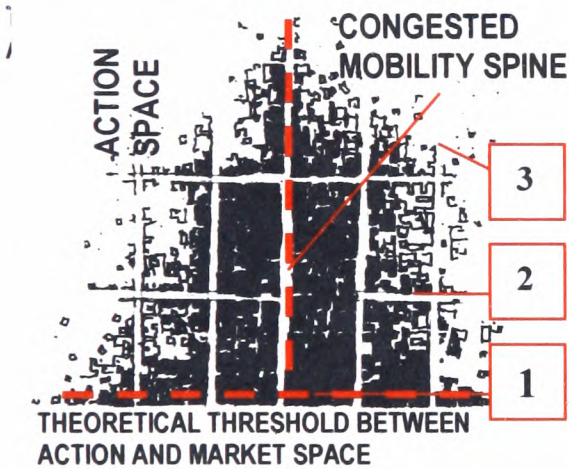 CONGESTED
MOBILITY SPINE
ACTION
SPACE
3
2
1
THEORETICAL THRESHOLD BETWEEN
ACTION AND MARKET SPACE